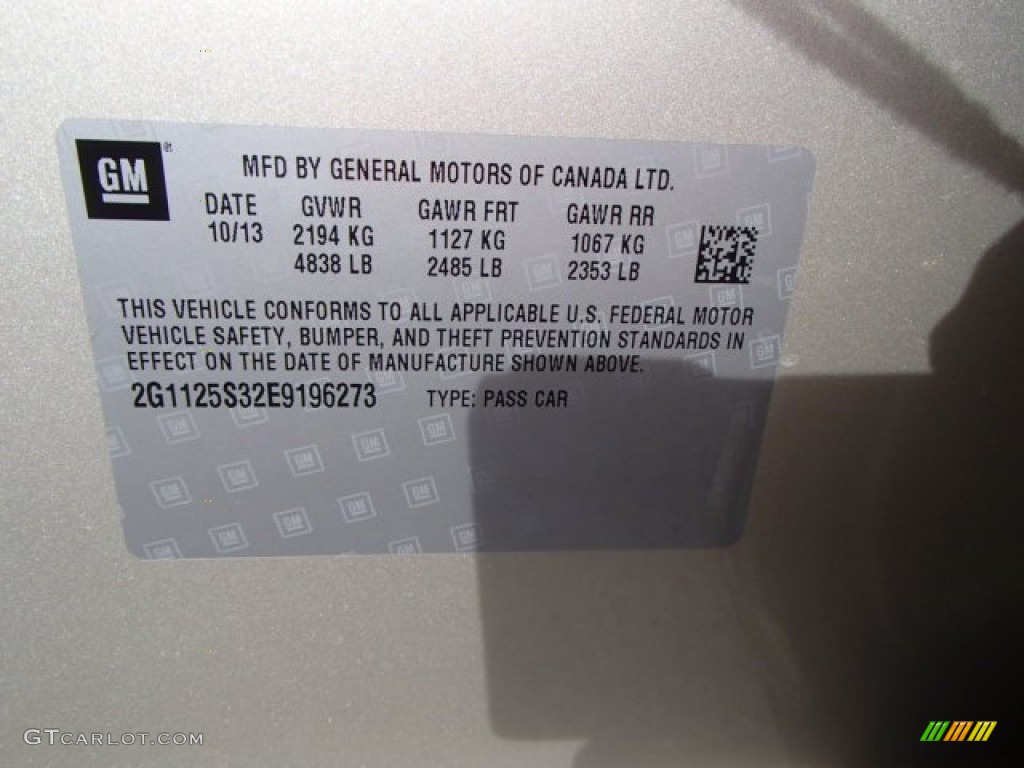 GM
MFD BY GENERAL MOTORS OF CANADA LTD.
DATE GVWR GAWR FRT GAWR RR
10/13 2194 KG 1127 KG 1067 KG
4838 LB 2485 LB 2353 LB
THIS VEHICLE CONFORMS TO ALL APPLICABLE U.S. FEDERAL MOTOR
VEHICLE SAFETY, BUMPER, AND THEFT PREVENTION STANDARDS IN
EFFECT ON THE DATE OF MANUFACTURE SHOWN ABOVE.
2G1125S32E9196273 TYPE: PASS CAR
GTCARLOT.COM